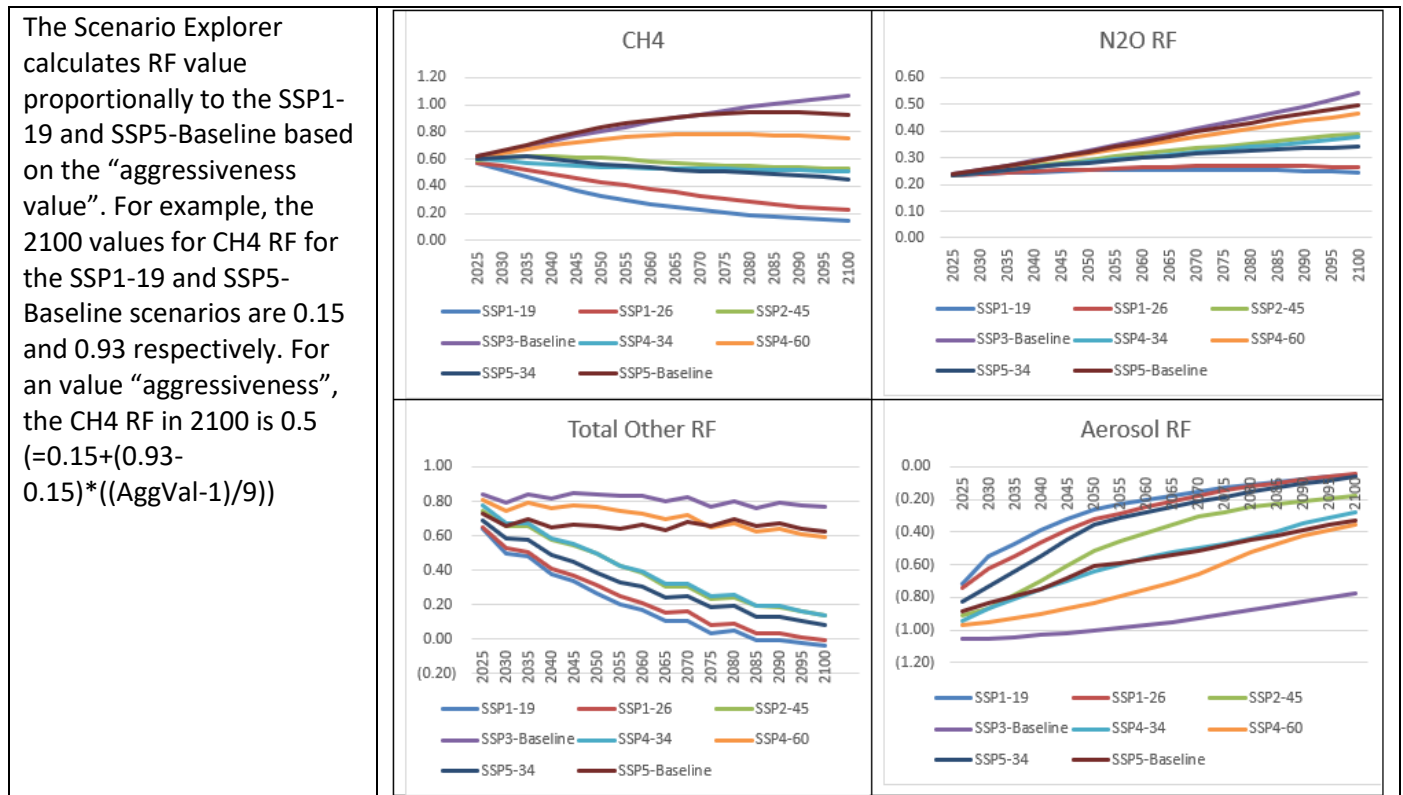 The Scenario Explorer
calculates RF value
proportionally to the SSP1-
19 and SSP5-Baseline based
on the “aggressiveness
value”. For example, the
2100 values for CH4 RF for
the SSP1-19 and SSP5-
Baseline scenarios are 0.15
and 0.93 respectively. For
an value “aggressiveness”,
the CH4 RF in 2100 is 0.5
(=0.15+(0.93-
0.15)*((AggVal-1)/9))
CH4
1.20
1.00
0.80
0.60
0.40
0.20
0.00
2025 2030 2035 2040 2045 2050 2055 2060 2065 2070 2075 2080 2085 2090 2095 2100
SSP1-19 SSP1-26 SSP2-45
SSP3-Baseline SSP4-34 SSP4-60
SSP5-34 SSP5-Baseline
N2O RF
0.60
0.50
0.40
0.30
0.20
0.10
0.00
2025 2030 2035 2040 2045 2050 2055 2060 2065 2070 2075 2080 2085 2090 2095 2100
SSP1-19 SSP1-26 SSP2-45
SSP3-Baseline SSP4-34 SSP4-60
SSP5-34 SSP5-Baseline
Total Other RF
1.00
0.80
0.60
0.40
0.20
0.00
(0.20)
2025 2030 2035 2040 2045 2050 2055 2060 2065 2070 2075 2080 2085 2090 2095 2100
SSP1-19 SSP1-26 SSP2-45
SSP3-Baseline SSP4-34 SSP4-60
SSP5-34 SSP5-Baseline
Aerosol RF
0.00
(0.20)
(0.40)
(0.60)
(0.80)
(1.00)
(1.20)
2025 2030 2035 2040 2045 2050 2055 2060 2065 2070 2075 2080 2085 2090 2095 2100
SSP1-19 SSP1-26 SSP2-45
SSP3-Baseline SSP4-34 SSP4-60
SSP5-34 SSP5-Baseline